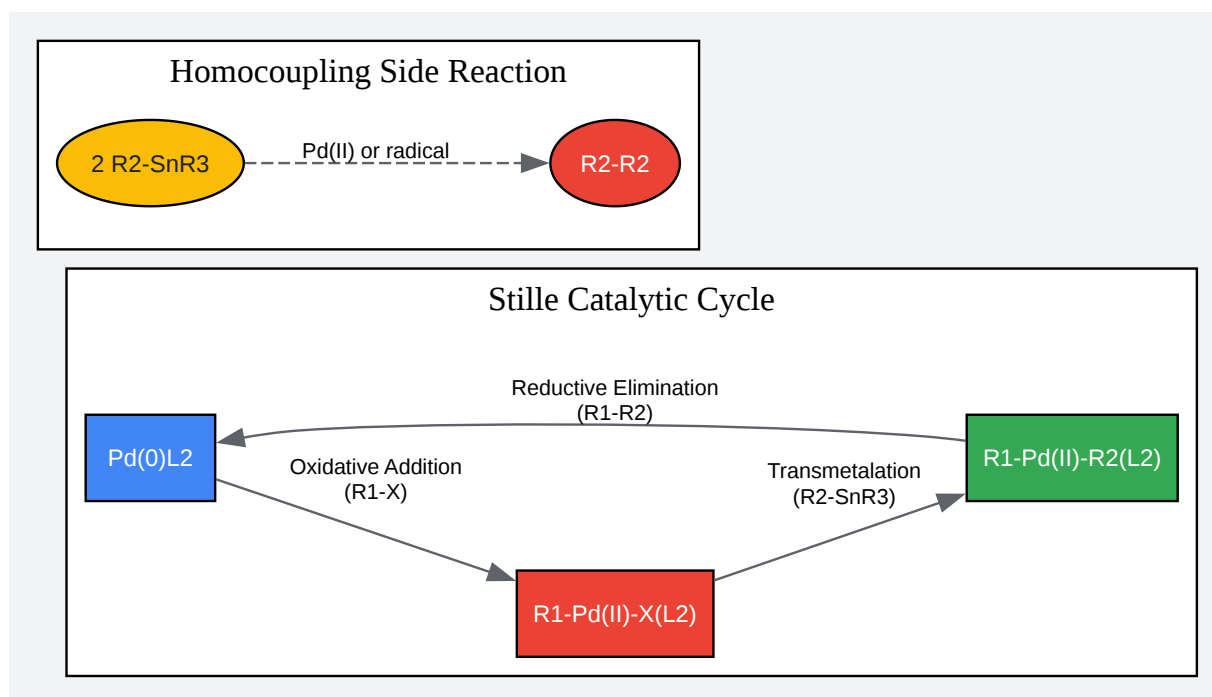 Homocoupling Side Reaction
2 R2-SnR3
Pd(II) or radical
R2-R2
Stille Catalytic Cycle
Reductive Elimination
(R1-R2)
Pd(0)L2
Oxidative Addition
(R1-X)
Transmetalation
(R2-SnR3)
R1-Pd(II)-R2(L2)
R1-Pd(II)-X(L2)